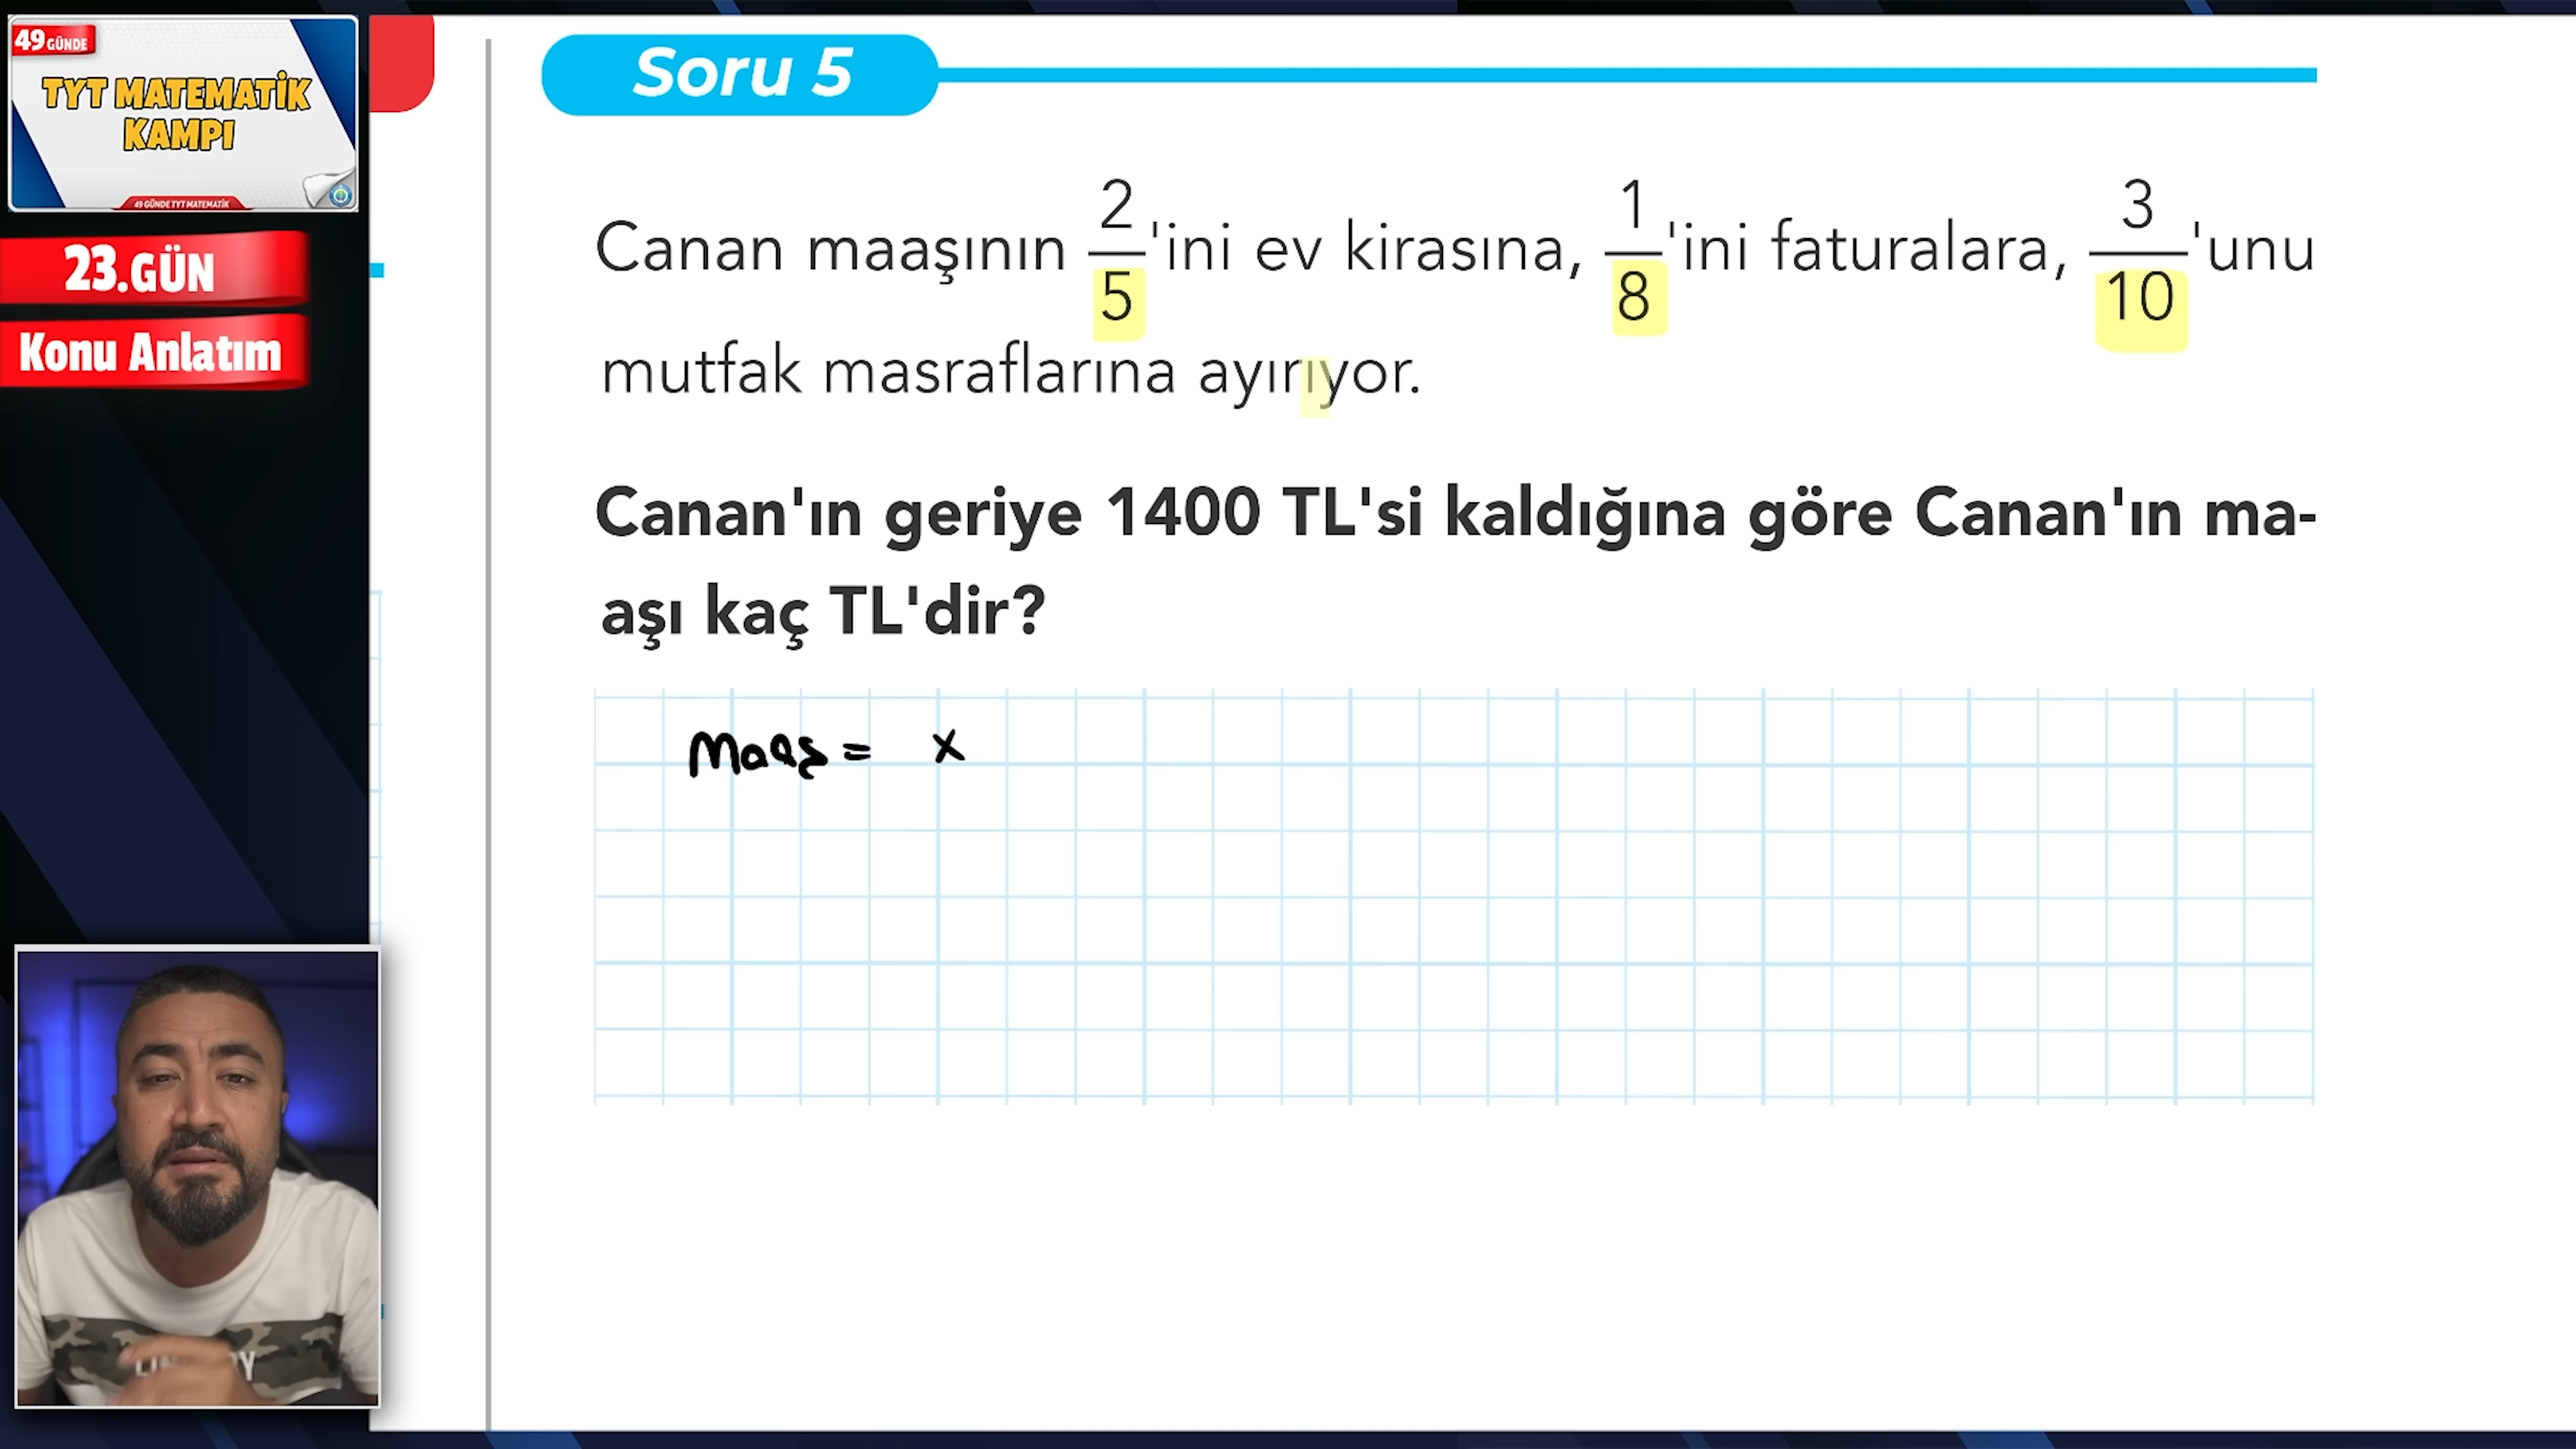 49 GÜNDE
TYT MATEMATİK
KAMPI
49 GÜNDE TYT MATEMATİK
23.GÜN
Konu Anlatım
Soru 5
Canan maaşının 2/5'ini ev kirasına, 1/8'ini faturalara, 3/10'unu
mutfak masraflarına ayırıyor.
Canan'ın geriye 1400 TL'si kaldığına göre Canan'ın ma-
aşı kaç TL'dir?
Maaş = x